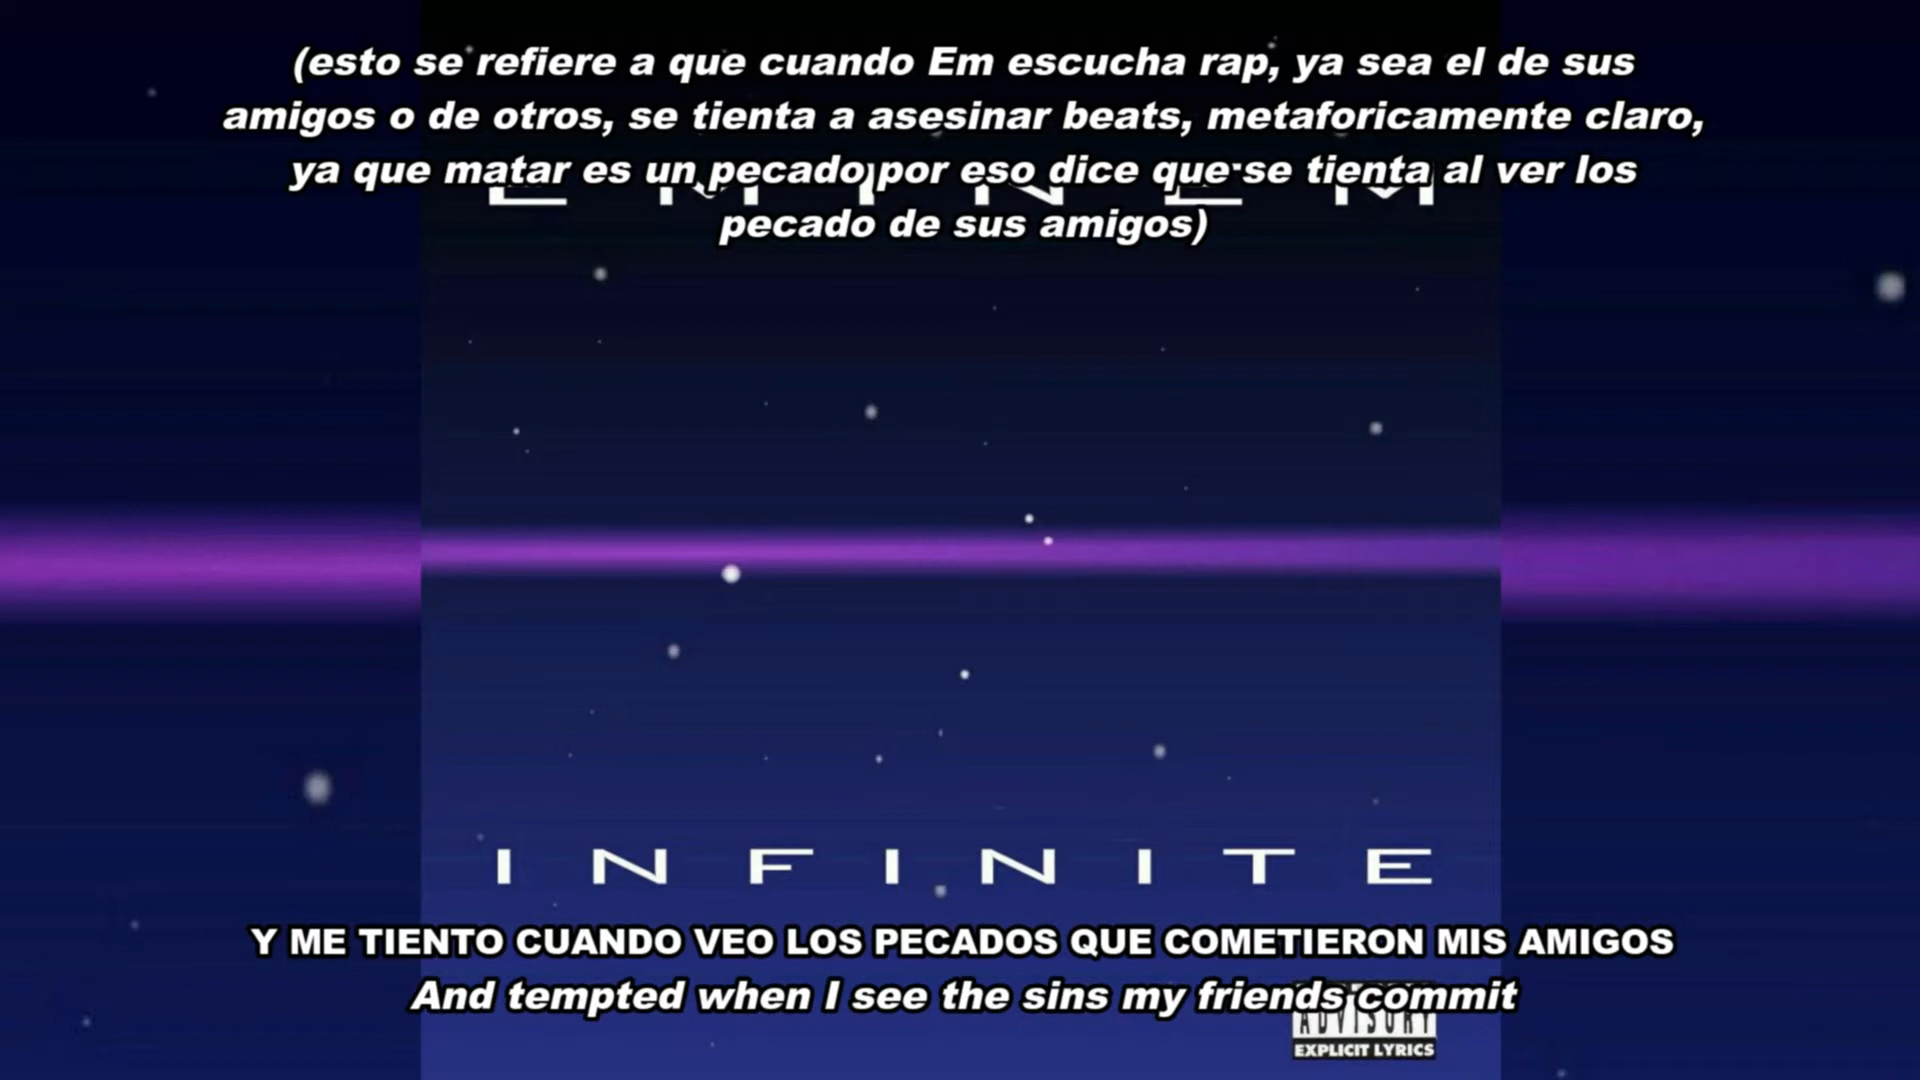 (esto se refiere a que cuando Em escucha rap, ya sea el de sus
amigos o de otros, se tienta a asesinar beats, metaforicamente claro,
ya que matar es un pecado por eso dice que se tienta al ver los
EMINEM
pecado de sus amigos)
INFINITE
Y ME TIENTO CUANDO VEO LOS PECADOS QUE COMETIERON MIS AMIGOS
And tempted when I see the sins my friends commit
ADVISORY
EXPLICIT LYRICS